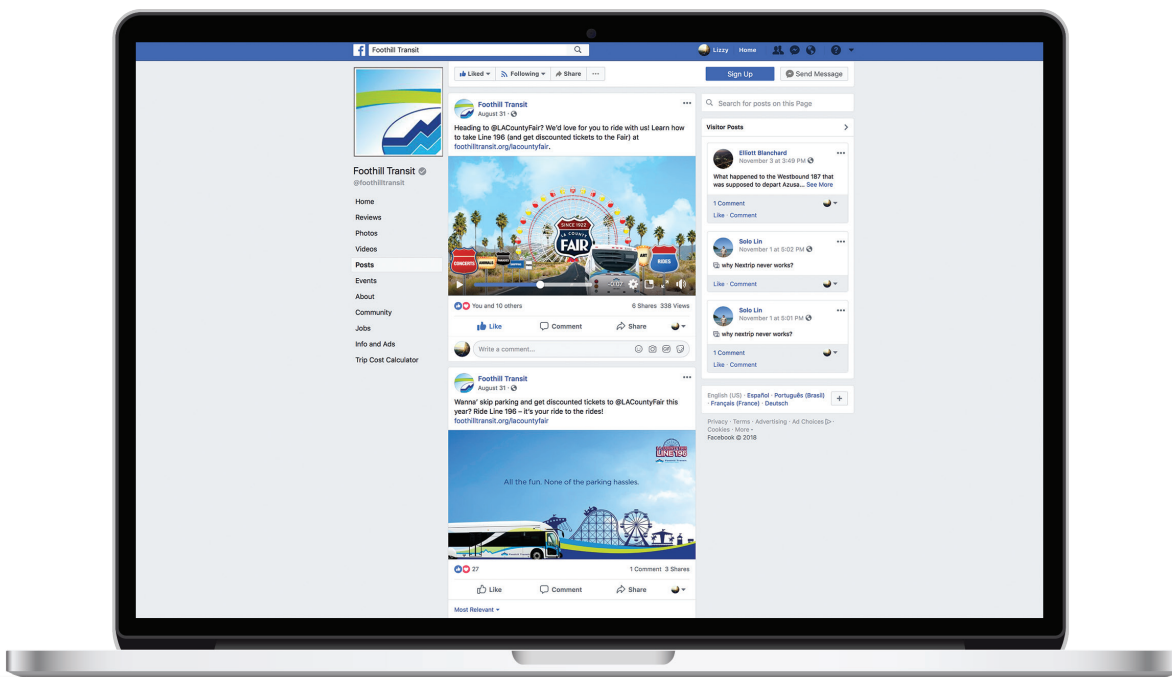 Foothill Transit
Lizzy
Home
Liked
Following
Share
Sign Up
Send Message
Foothill Transit
@foothilltransit
Home
Reviews
Photos
Videos
Posts
Events
About
Community
Jobs
Info and Ads
Trip Cost Calculator
Foothill Transit
August 31
Heading to @LACountyFair? We'd love for you to ride with us! Learn how
to take Line 196 (and get discounted tickets to the Fair) at
foothilltransit.org/lacountyfair.
SINCE 1922
LA COUNTY
FAIR
CONCERTS
ANIMALS
ART
RIDES
-0:07
You and 10 others
6 Shares 338 Views
Like
Comment
Share
Write a comment...
GIF
Foothill Transit
August 31
Wanna' skip parking and get discounted tickets to @LACountyFair this
year? Ride Line 196 – it's your ride to the rides!
foothilltransit.org/lacountyfair
LINE 196
Foothill Transit
All the fun. None of the parking hassles.
27
1 Comment 3 Shares
Like
Comment
Share
Most Relevant
Search for posts on this Page
Visitor Posts
Elliott Blanchard
November 3 at 3:49 PM
What happened to the Westbound 187 that
was supposed to depart Azusa... See More
1 Comment
Like · Comment
Solo Lin
November 1 at 5:02 PM
why Nextrip never works?
Like · Comment
Solo Lin
November 1 at 5:01 PM
why nextrip never works?
1 Comment
Like · Comment
English (US) · Español · Português (Brasil)
· Français (France) · Deutsch
Privacy · Terms · Advertising · Ad Choices ·
Cookies · More
Facebook © 2018